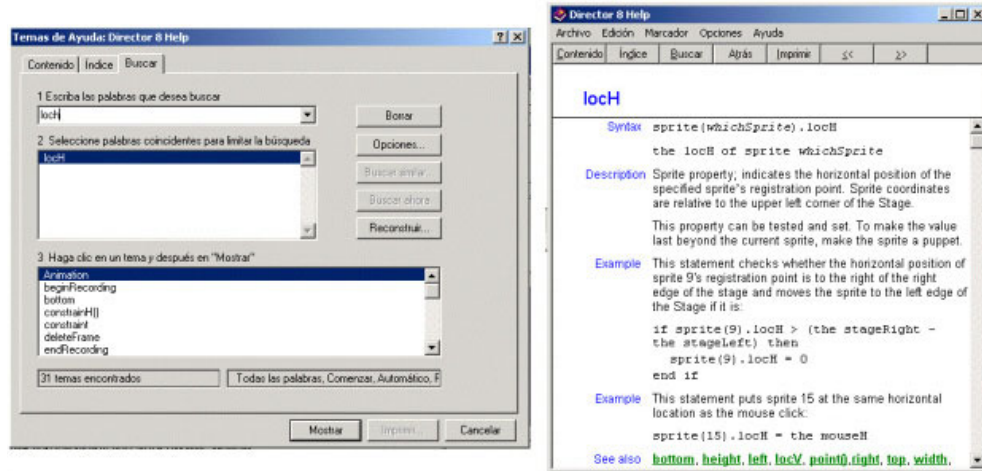 Temas de Ayuda: Director 8 Help
Contenido Índice Buscar
1 Escriba las palabras que desea buscar
locH
Borrar
2 Seleccione palabras coincidentes para limitar la búsqueda
Opciones...
locH
Buscar similar...
Buscar ahora
Reconstruir...
3 Haga clic en un tema y después en "Mostrar"
Animation
beginRecording
bottom
constrainH()
constraint
deleteFrame
endRecording
31 temas encontrados
Todas las palabras, Comenzar, Automático, F
Mostrar Imprimir... Cancelar
Director 8 Help
Archivo Edición Marcador Opciones Ayuda
Contenido Índice Buscar Atrás Imprimir << >>
locH
Syntax sprite(whichSprite).locH
the locH of sprite whichSprite
Description Sprite property; indicates the horizontal position of the
specified sprite's registration point. Sprite coordinates
are relative to the upper left corner of the Stage.
This property can be tested and set. To make the value
last beyond the current sprite, make the sprite a puppet.
Example This statement checks whether the horizontal position of
sprite 9's registration point is to the right of the right
edge of the stage and moves the sprite to the left edge of
the Stage if it is:
if sprite(9).locH > (the stageRight -
the stageLeft) then
sprite(9).locH = 0
end if
Example This statement puts sprite 15 at the same horizontal
location as the mouse click:
sprite(15).locH = the mouseH
See also bottom, height, left, locV, point(),right, top, width,